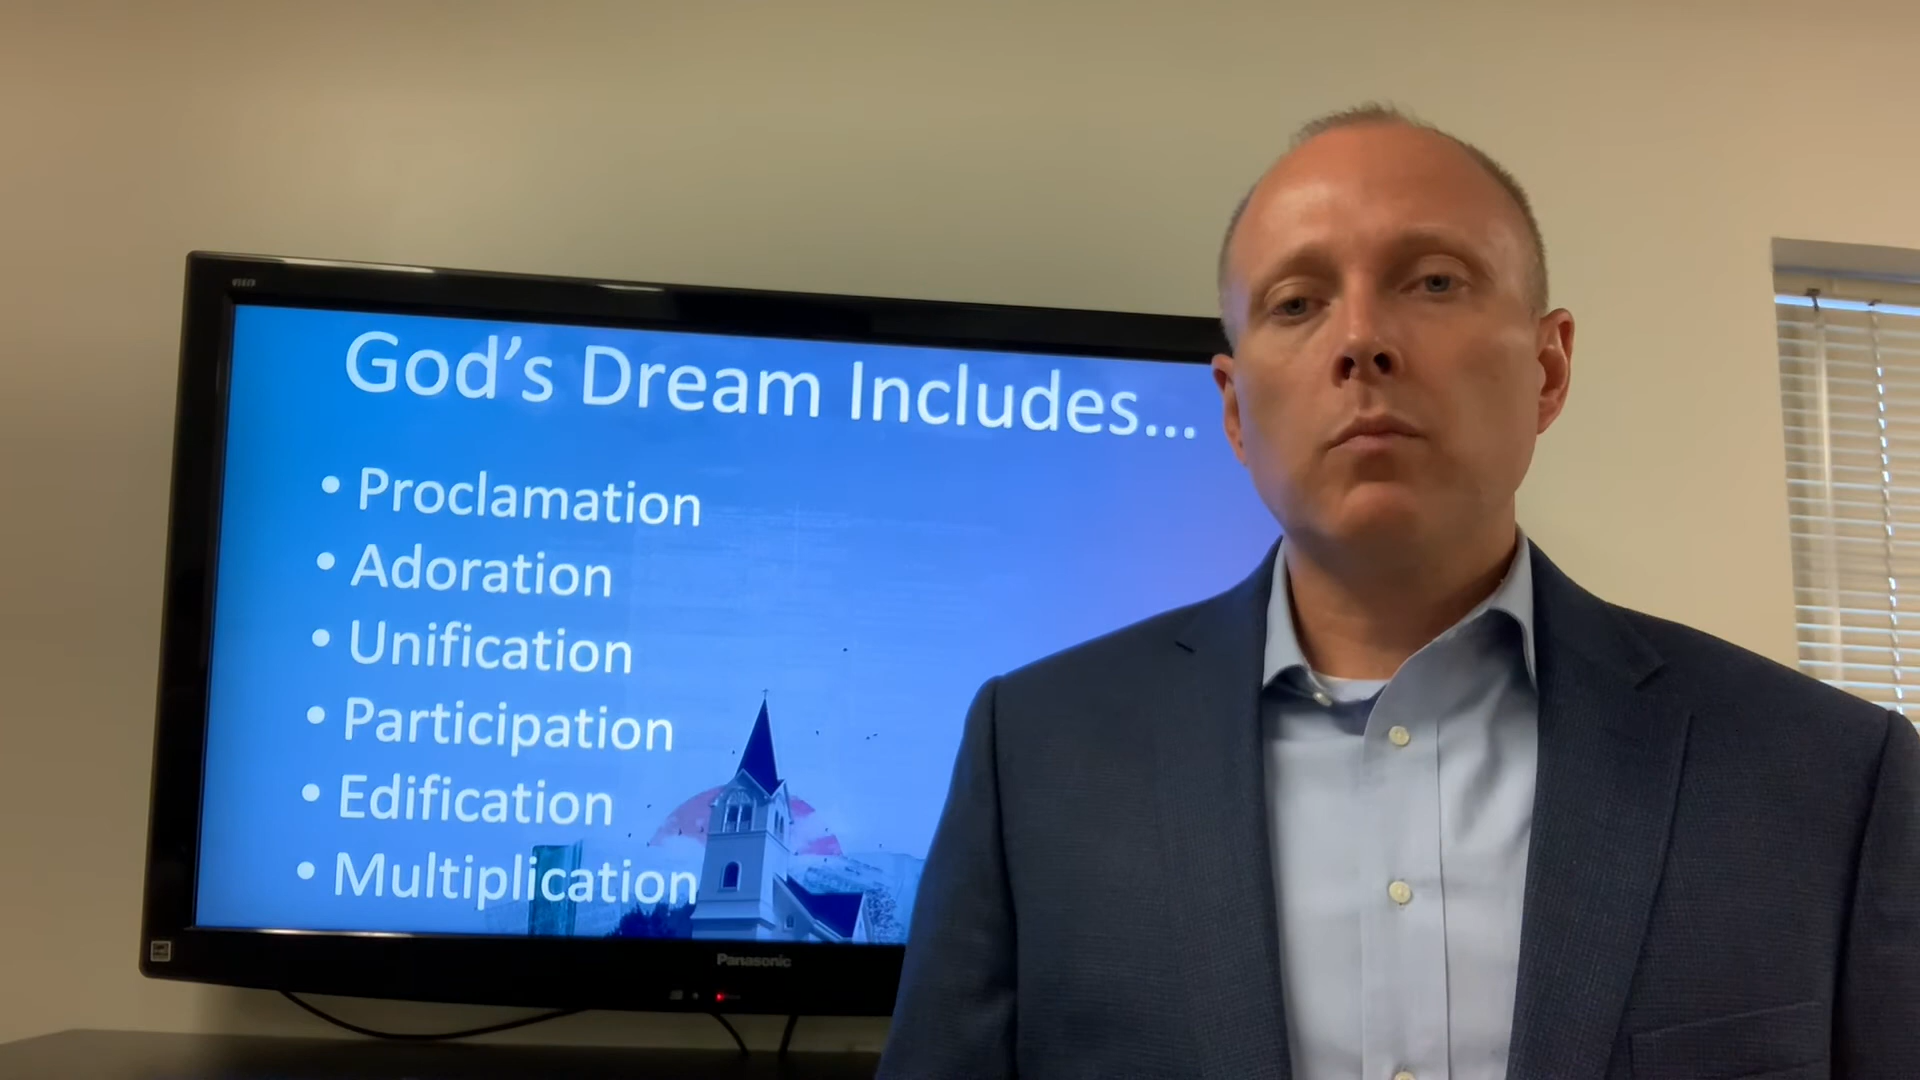 God's Dream Includes...
• Proclamation
• Adoration
• Unification
• Participation
• Edification
• Multiplication
Panasonic